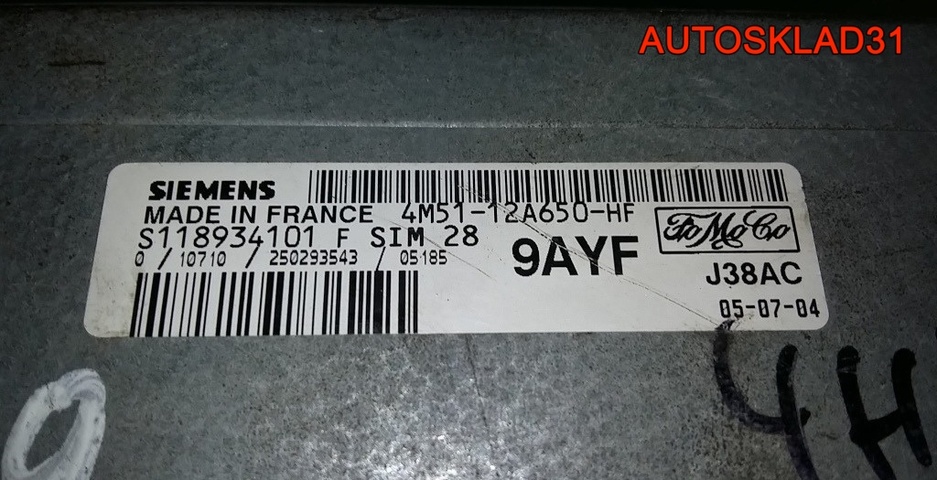 AUTOSKLAD31
SIEMENS
MADE IN FRANCE 4M51-12A650-HF
S118934101 F SIM 28
0 / 10710 / 250293543 / 05185
9AYF
FoMoCo
J38AC
05-07-04
4H